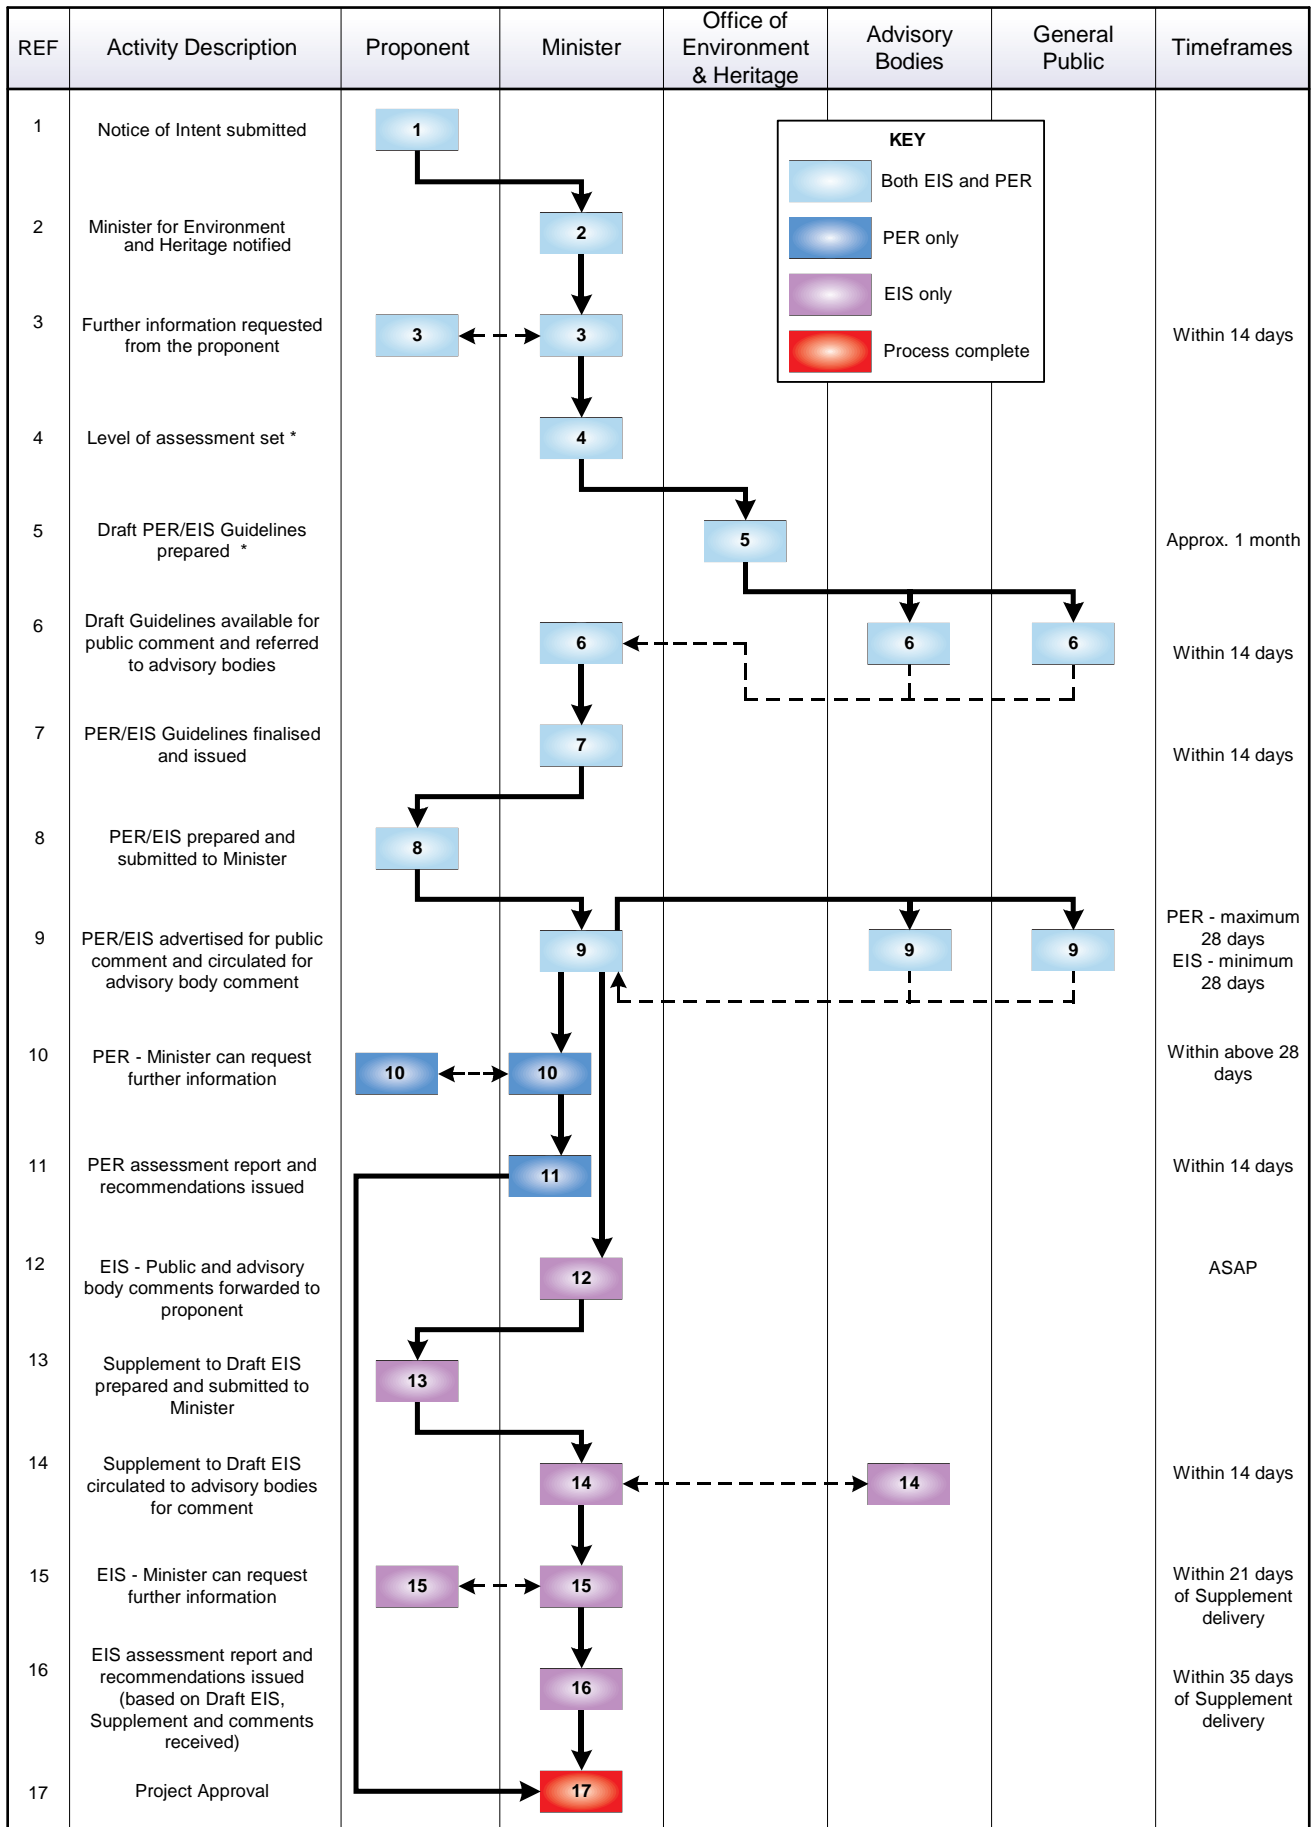 REF
Activity Description
Proponent
Minister
Office of
Environment
& Heritage
Advisory
Bodies
General
Public
Timeframes
KEY
Both EIS and PER
PER only
EIS only
Process complete
1
Notice of Intent submitted
1
2
Minister for Environment
and Heritage notified
2
3
Further information requested
from the proponent
3
3
Within 14 days
4
Level of assessment set *
4
5
Draft PER/EIS Guidelines
prepared *
5
Approx. 1 month
6
Draft Guidelines available for
public comment and referred
to advisory bodies
6
6
6
Within 14 days
7
PER/EIS Guidelines finalised
and issued
7
Within 14 days
8
PER/EIS prepared and
submitted to Minister
8
9
PER/EIS advertised for public
comment and circulated for
advisory body comment
9
9
9
PER - maximum
28 days
EIS - minimum
28 days
10
PER - Minister can request
further information
10
10
Within above 28
days
11
PER assessment report and
recommendations issued
11
Within 14 days
12
EIS - Public and advisory
body comments forwarded to
proponent
12
ASAP
13
Supplement to Draft EIS
prepared and submitted to
Minister
13
14
Supplement to Draft EIS
circulated to advisory bodies
for comment
14
14
Within 14 days
15
EIS - Minister can request
further information
15
15
Within 21 days
of Supplement
delivery
16
EIS assessment report and
recommendations issued
(based on Draft EIS,
Supplement and comments
received)
16
Within 35 days
of Supplement
delivery
17
Project Approval
17